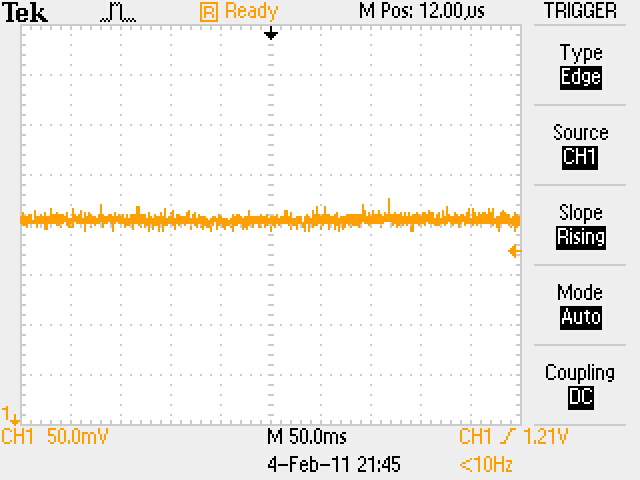 Tek R Ready M Pos: 12.00µs TRIGGER
Type
Edge
Source
CH1
Slope
Rising
Mode
Auto
Coupling
DC
1
CH1 50.0mV M 50.0ms CH1 1.21V
4-Feb-11 21:45 <10Hz